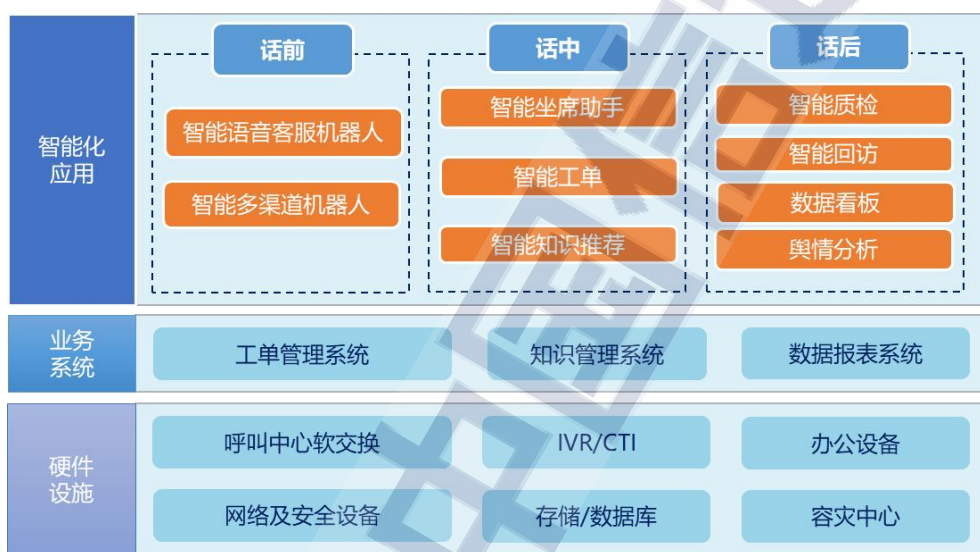 智能化
应用
话前
智能语音客服机器人
智能多渠道机器人
话中
智能坐席助手
智能工单
智能知识推荐
话后
智能质检
智能回访
数据看板
舆情分析
业务
系统
工单管理系统
知识管理系统
数据报表系统
硬件
设施
呼叫中心软交换
IVR/CTI
办公设备
网络及安全设备
存储/数据库
容灾中心
中国信